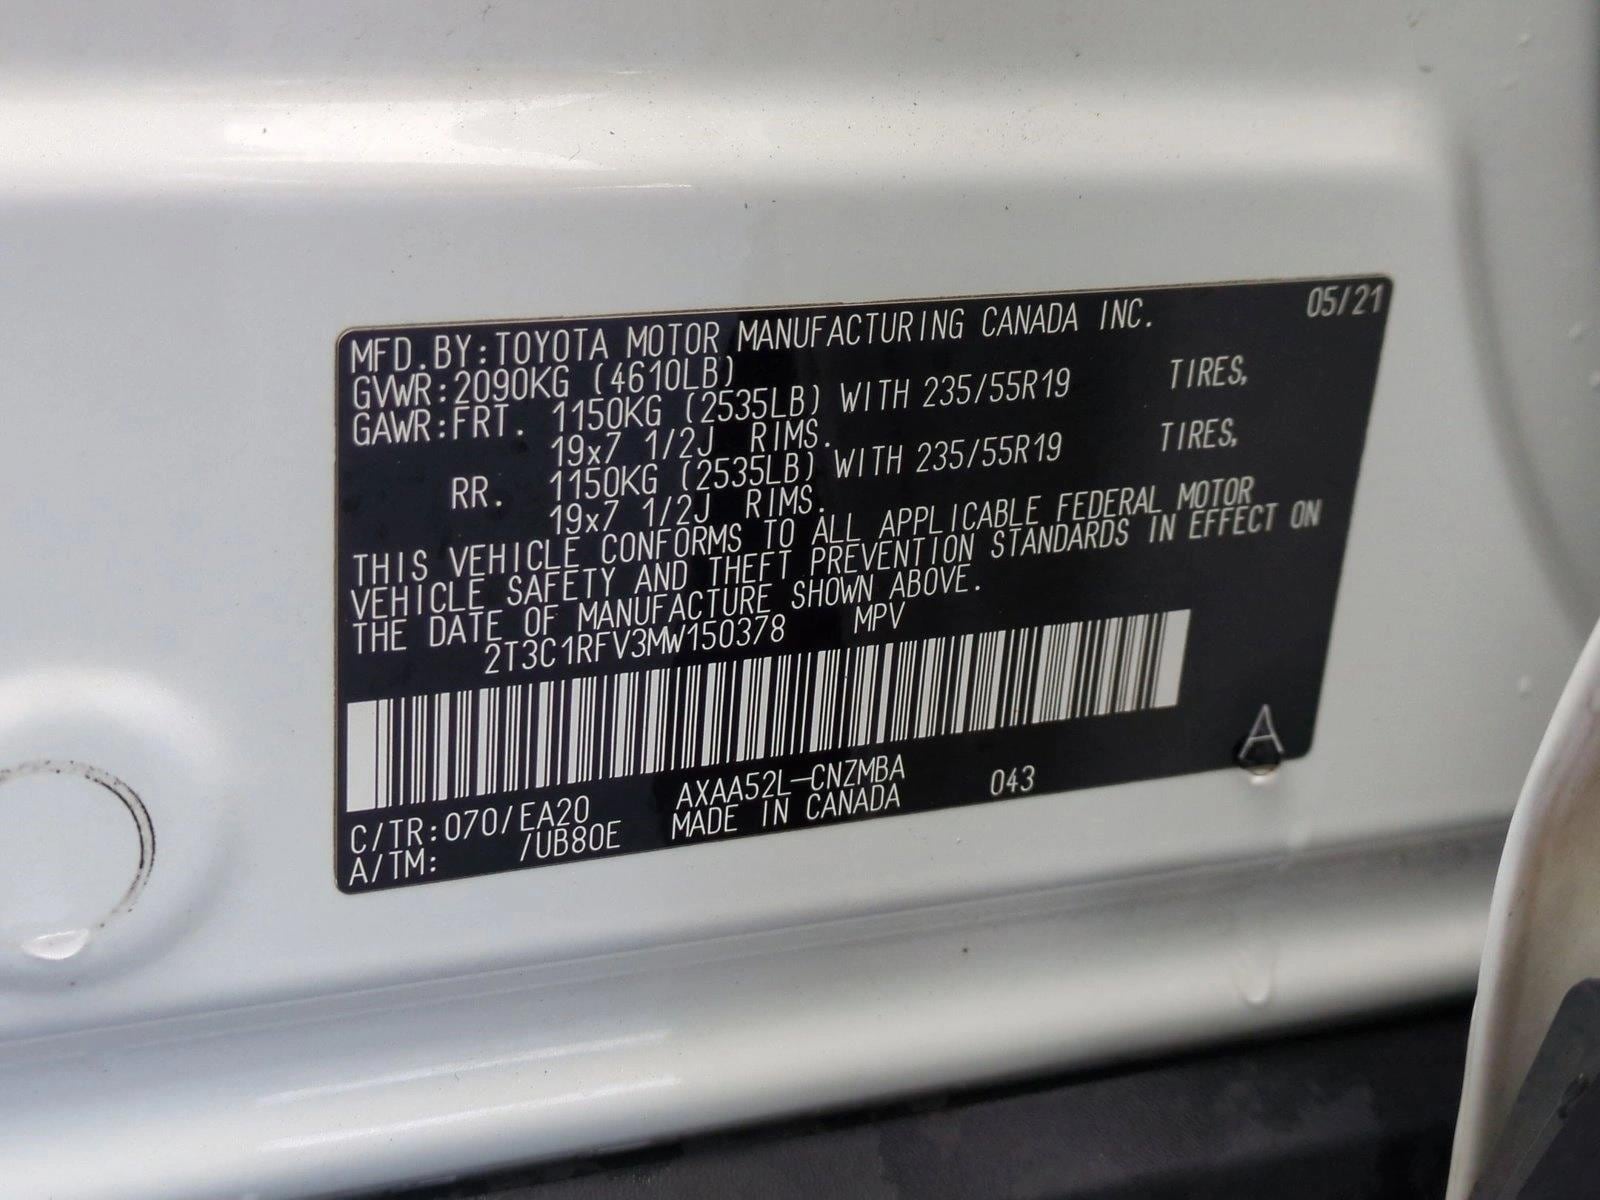 MFD.BY:TOYOTA MOTOR MANUFACTURING CANADA INC. 05/21
GVWR:2090KG (4610LB)
GAWR:FRT. 1150KG (2535LB) WITH 235/55R19 TIRES,
19x7 1/2J RIMS.
RR. 1150KG (2535LB) WITH 235/55R19 TIRES,
19x7 1/2J RIMS.
THIS VEHICLE CONFORMS TO ALL APPLICABLE FEDERAL MOTOR
VEHICLE SAFETY AND THEFT PREVENTION STANDARDS IN EFFECT ON
THE DATE OF MANUFACTURE SHOWN ABOVE.
2T3C1RFV3MW150378 MPV
C/TR:070/EA20 AXAA52L-CNZMBA 043 A
A/TM: /UB80E MADE IN CANADA